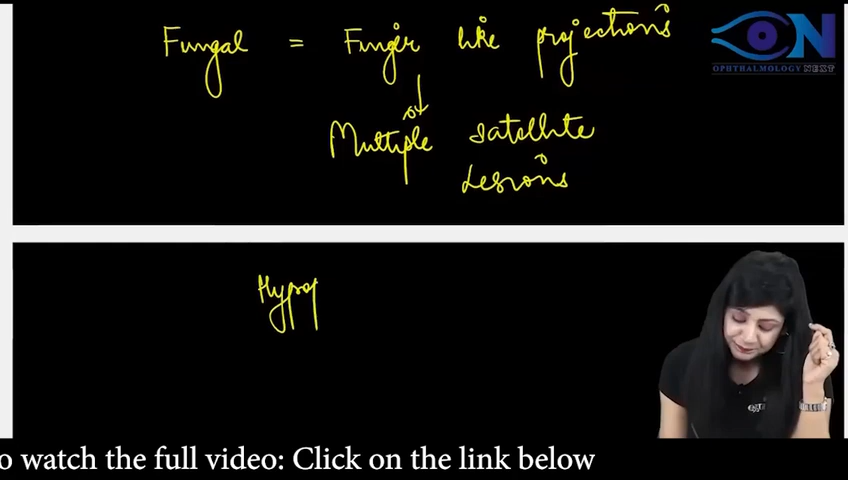 Fungal = Finger like projections
ON
OPHTHALMOLOGY NEXT
Multiple satellite
Lesions
Hypop
o watch the full video: Click on the link below